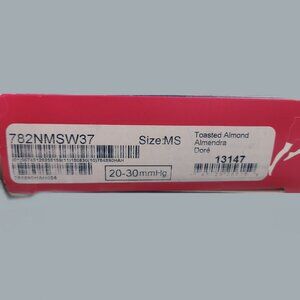 782NMSW37
Size:MS
Toasted Almond
Almendra
Doré
13147
20-30mmHg